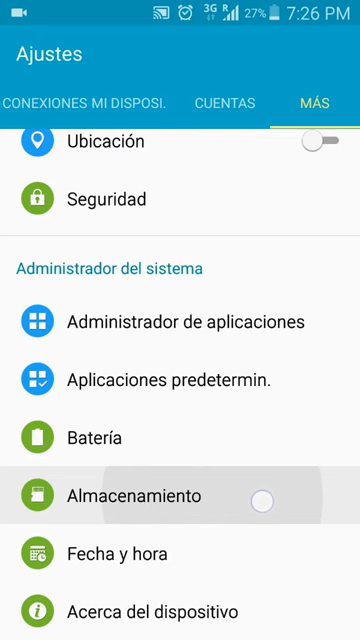 3G R 27% 7:26 PM
Ajustes
CONEXIONES MI DISPOSI. CUENTAS MÁS
Ubicación
Seguridad
Administrador del sistema
Administrador de aplicaciones
Aplicaciones predetermin.
Batería
Almacenamiento
Fecha y hora
Acerca del dispositivo